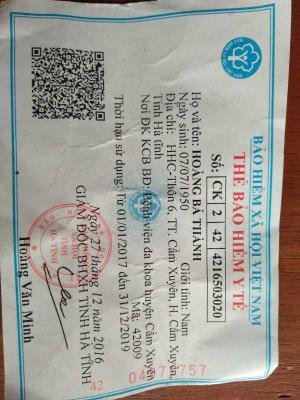 BẢO HIỂM XÃ HỘI VIỆT NAM
THẺ BẢO HIỂM Y TẾ
Số: CK 2 42 4216503020
Họ và tên: HOÀNG BÁ THÀNH
Ngày sinh: 07/07/1950 Giới tính: Nam
Địa chỉ: HHC-Thôn 6, TT. Cẩm Xuyên, H. Cẩm Xuyên,
Tỉnh Hà tĩnh
Nơi ĐK KCB BĐ: Bệnh viện đa khoa huyện Cẩm Xuyên
Mã: 42009
Thời hạn sử dụng: Từ 01/01/2017 đến 31/12/2019
Ngày 27 tháng 12 năm 2016
GIÁM ĐỐC BHXH TỈNH HÀ TĨNH
Hoàng Văn Minh
42